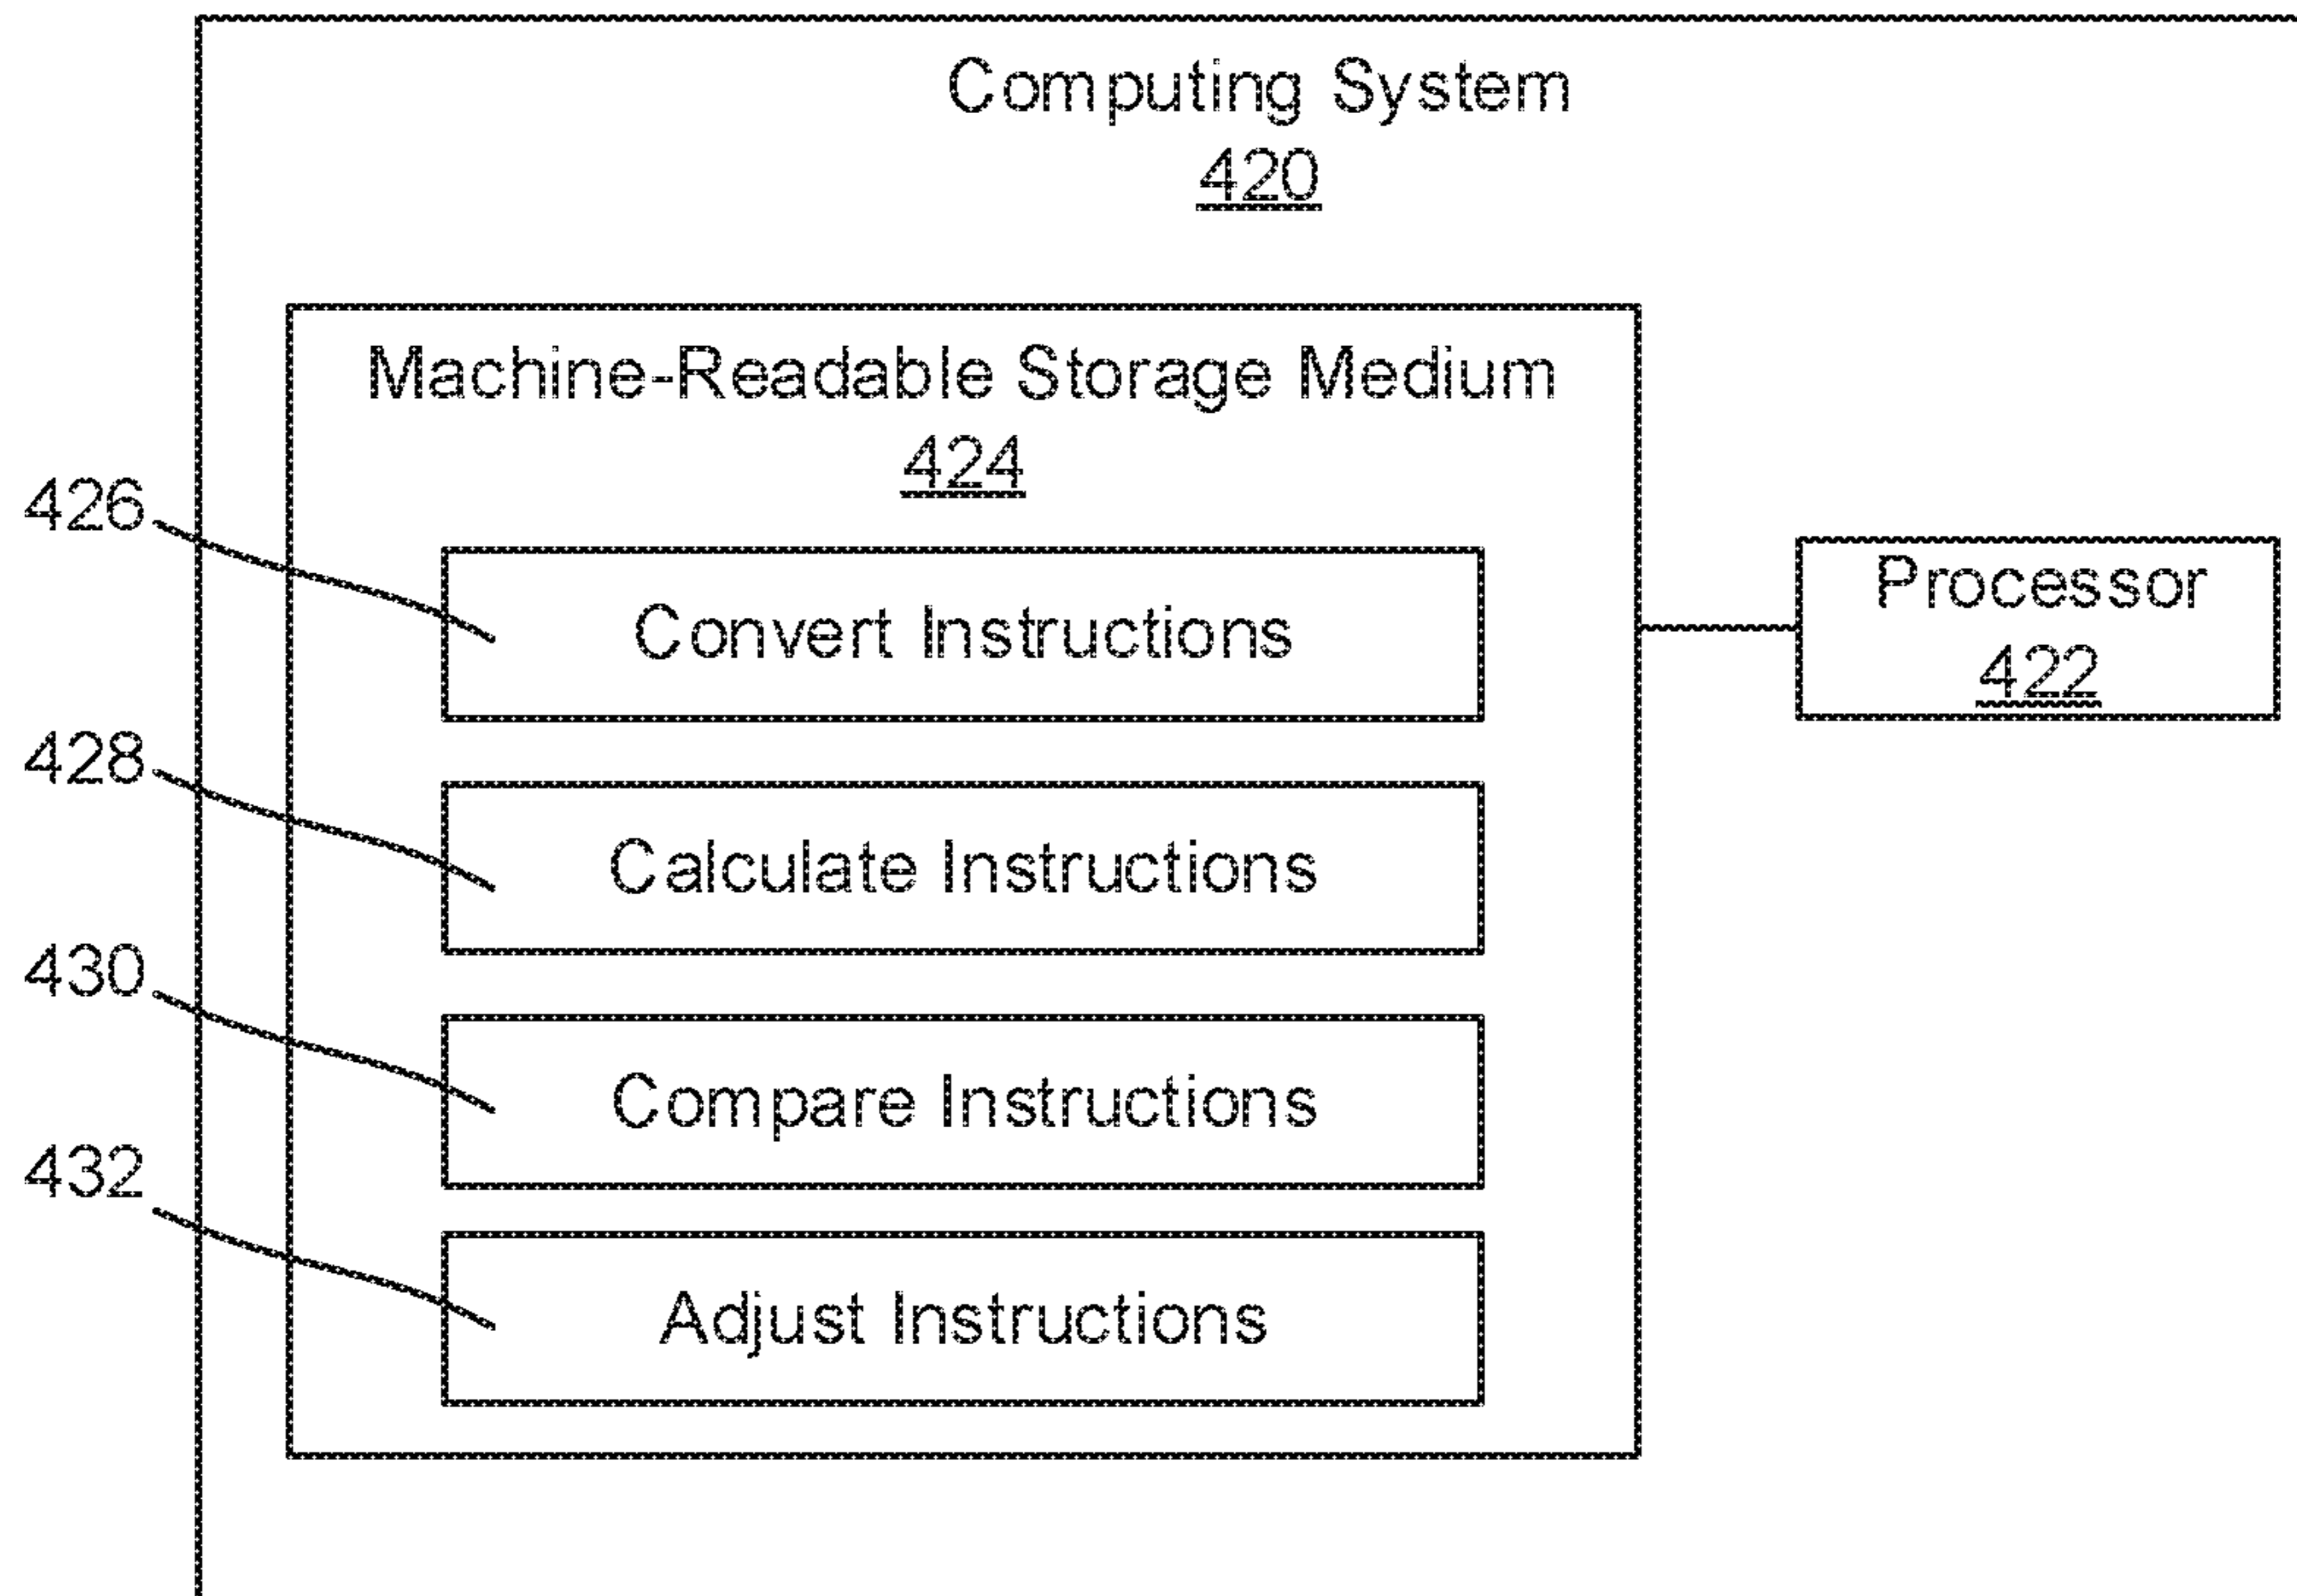 Computing System
420
Machine-Readable Storage Medium
424
426
Convert Instructions
Processor
422
428
Calculate Instructions
430
Compare Instructions
432
Adjust Instructions